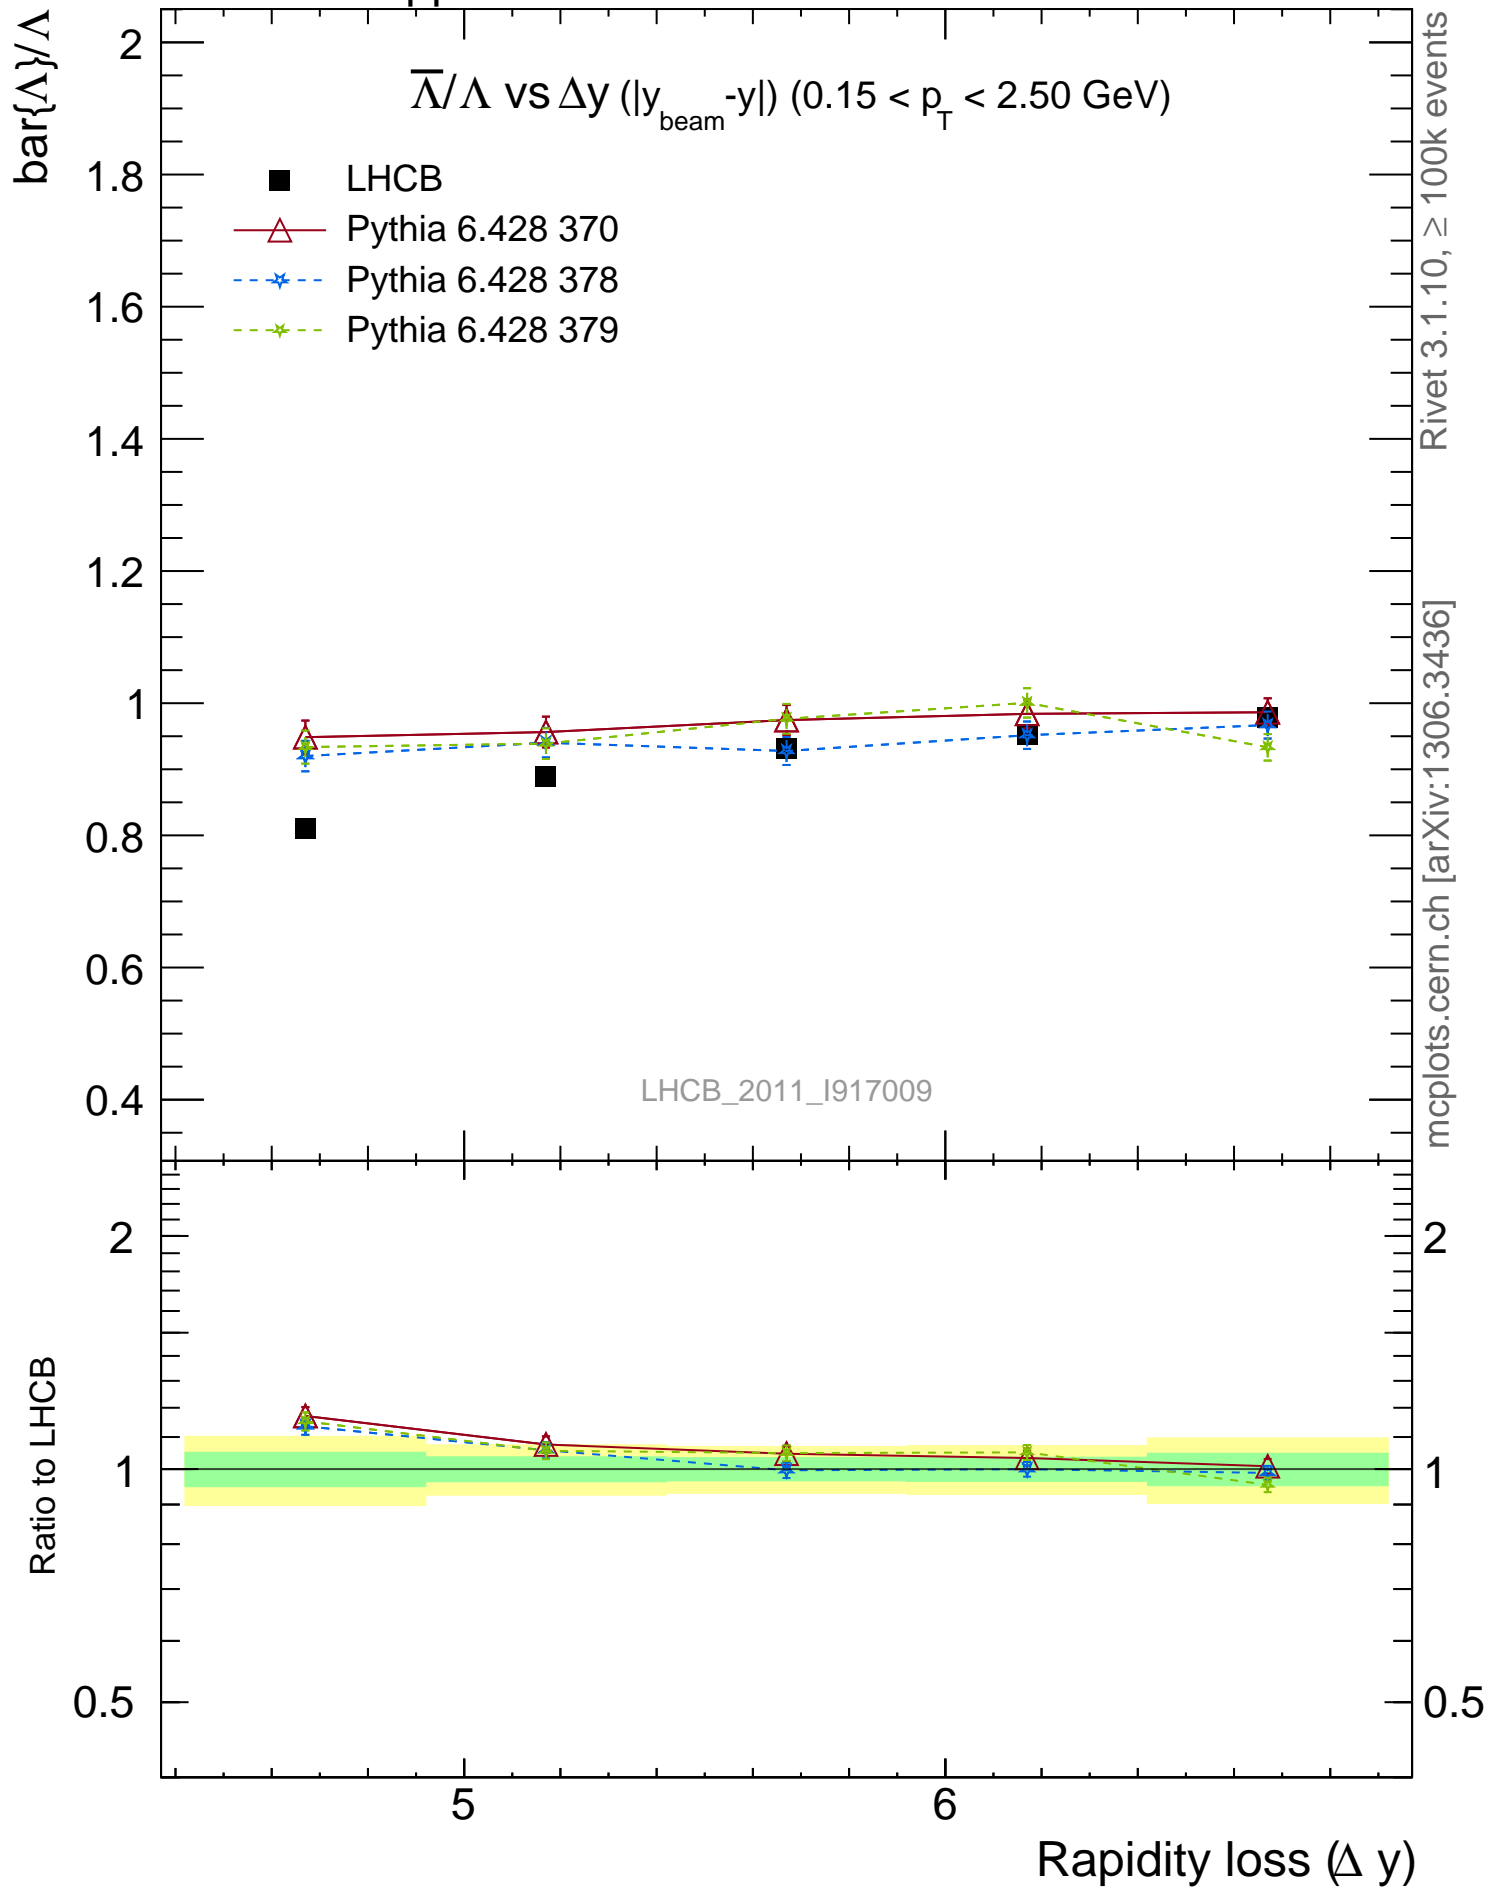 bar{Λ}/Λ
Λ̅/Λ vs Δy (|y_beam-y|) (0.15 < p_T < 2.50 GeV)
LHCB
Pythia 6.428 370
Pythia 6.428 378
Pythia 6.428 379
2
1.8
1.6
1.4
1.2
1
0.8
0.6
0.4
LHCB_2011_I917009
Rivet 3.1.10, ≥ 100k events
mcplots.cern.ch [arXiv:1306.3436]
Ratio to LHCB
2
1
0.5
2
1
0.5
5
6
Rapidity loss (Δ y)